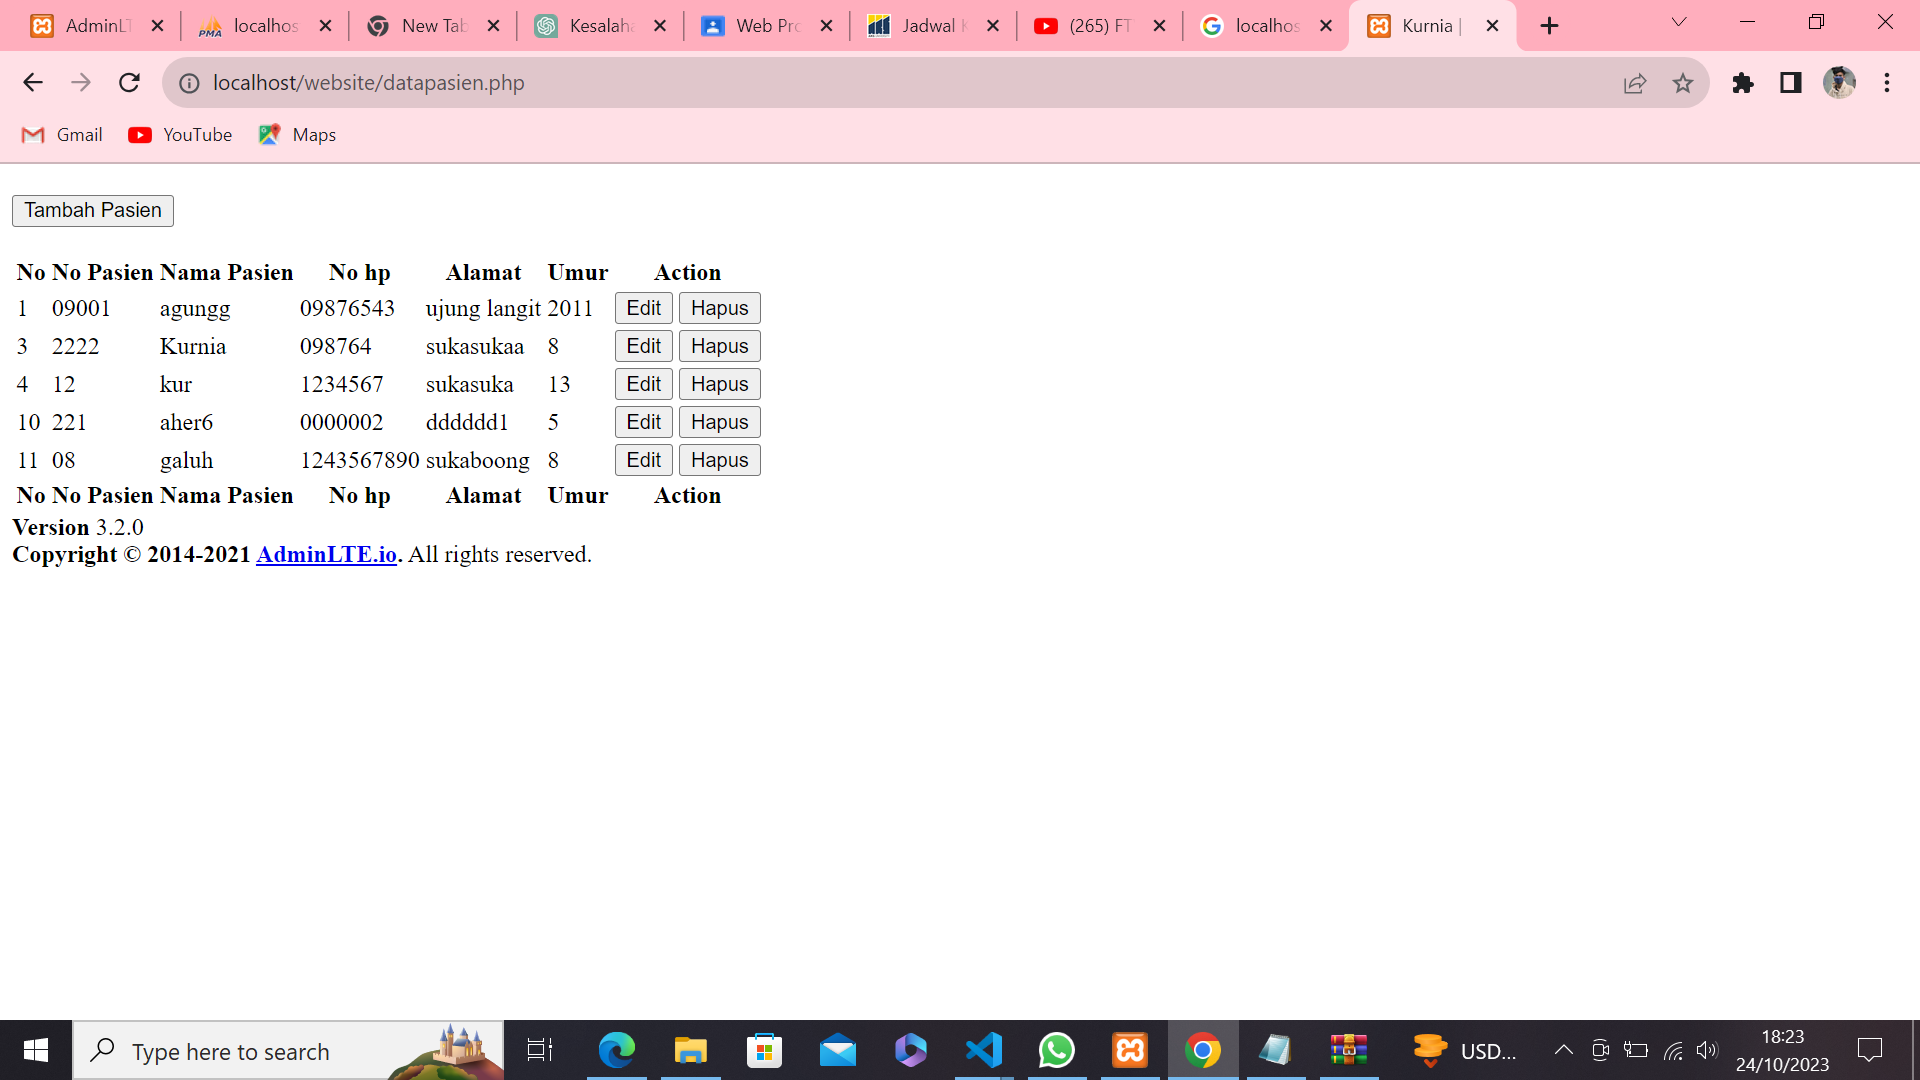 AdminLT
localhos
New Tab
Kesalaha
Web Pro
Jadwal K
(265) FT
localhos
Kurnia |
localhost/website/datapasien.php
Gmail
YouTube
Maps
Tambah Pasien
No No Pasien Nama Pasien No hp Alamat Umur Action
1 09001 agungg 09876543 ujung langit 2011 Edit Hapus
3 2222 Kurnia 098764 sukasukaa 8 Edit Hapus
4 12 kur 1234567 sukasuka 13 Edit Hapus
10 221 aher6 0000002 dddddd1 5 Edit Hapus
11 08 galuh 1243567890 sukaboong 8 Edit Hapus
No No Pasien Nama Pasien No hp Alamat Umur Action
Version 3.2.0
Copyright © 2014-2021 AdminLTE.io. All rights reserved.
Type here to search
USD...
18:23
24/10/2023